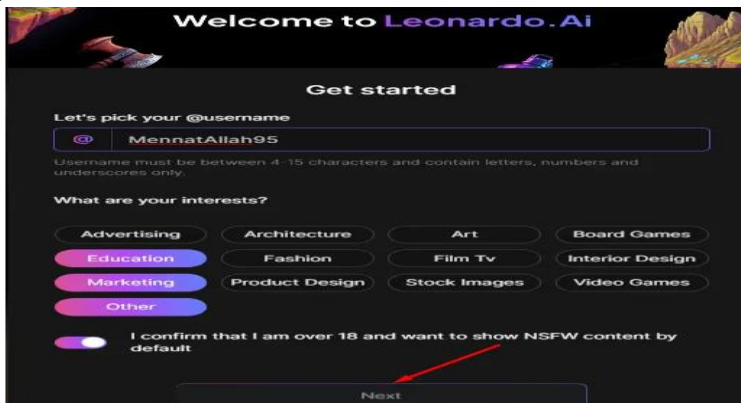 Welcome to Leonardo.Ai
Get started
Let's pick your @username
@ MennatAllah95
Username must be between 4-15 characters and contain letters, numbers and
underscores only.
What are your interests?
Advertising Architecture Art Board Games
Education Fashion Film Tv Interior Design
Marketing Product Design Stock Images Video Games
Other
I confirm that I am over 18 and want to show NSFW content by
default
Next